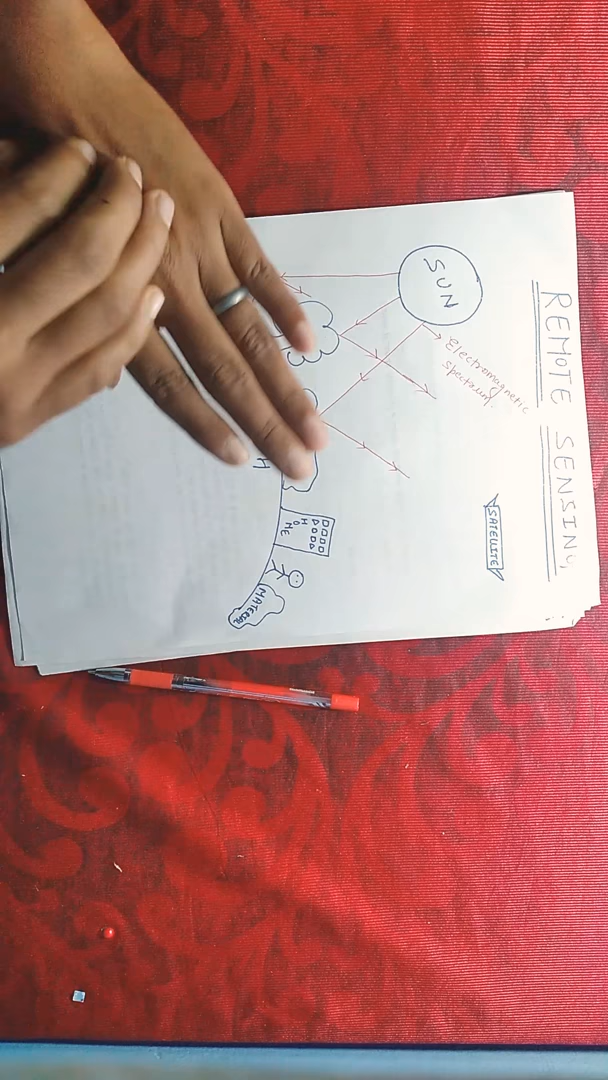 REMOTE SENSING
SUN
Electromagnetic
spectrum.
SATELLITE
HOME
MATERIAL